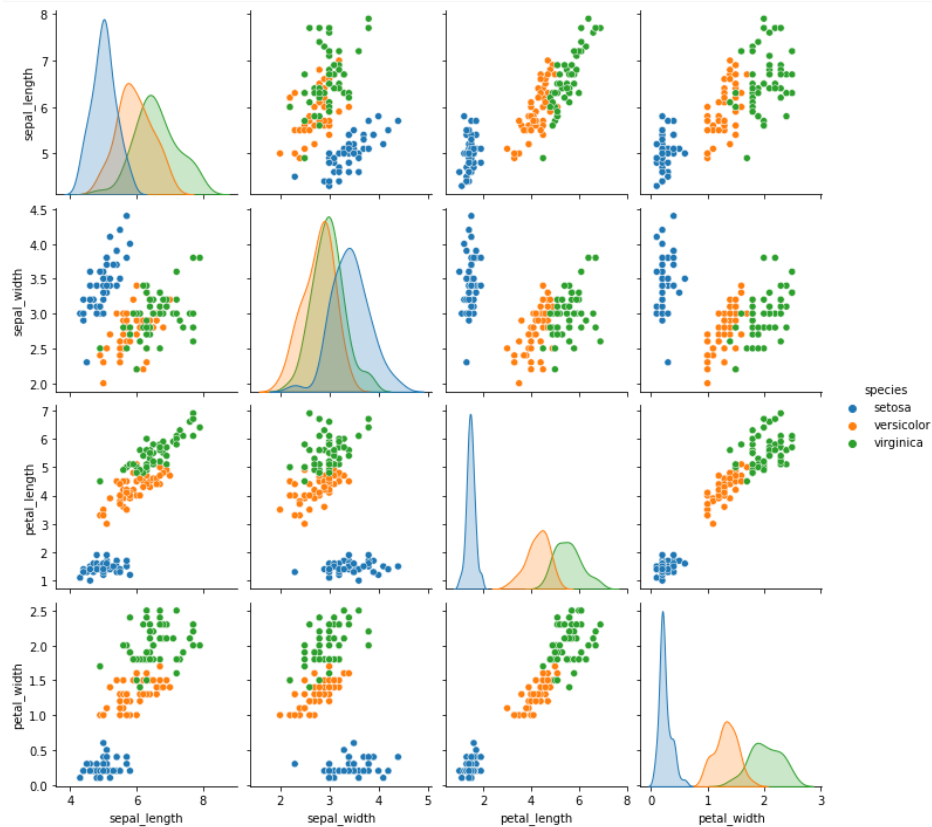 8
7
6
5
sepal_length
4.5
4.0
3.5
3.0
2.5
2.0
sepal_width
7
6
5
4
3
2
1
petal_length
species
setosa
versicolor
virginica
2.5
2.0
1.5
1.0
0.5
0.0
petal_width
4 6 8
sepal_length
2 3 4 5
sepal_width
2 4 6 8
petal_length
0 1 2 3
petal_width